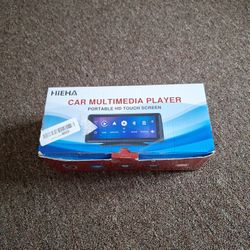 HIEHA
CAR MULTIMEDIA PLAYER
PORTABLE HD TOUCH SCREEN